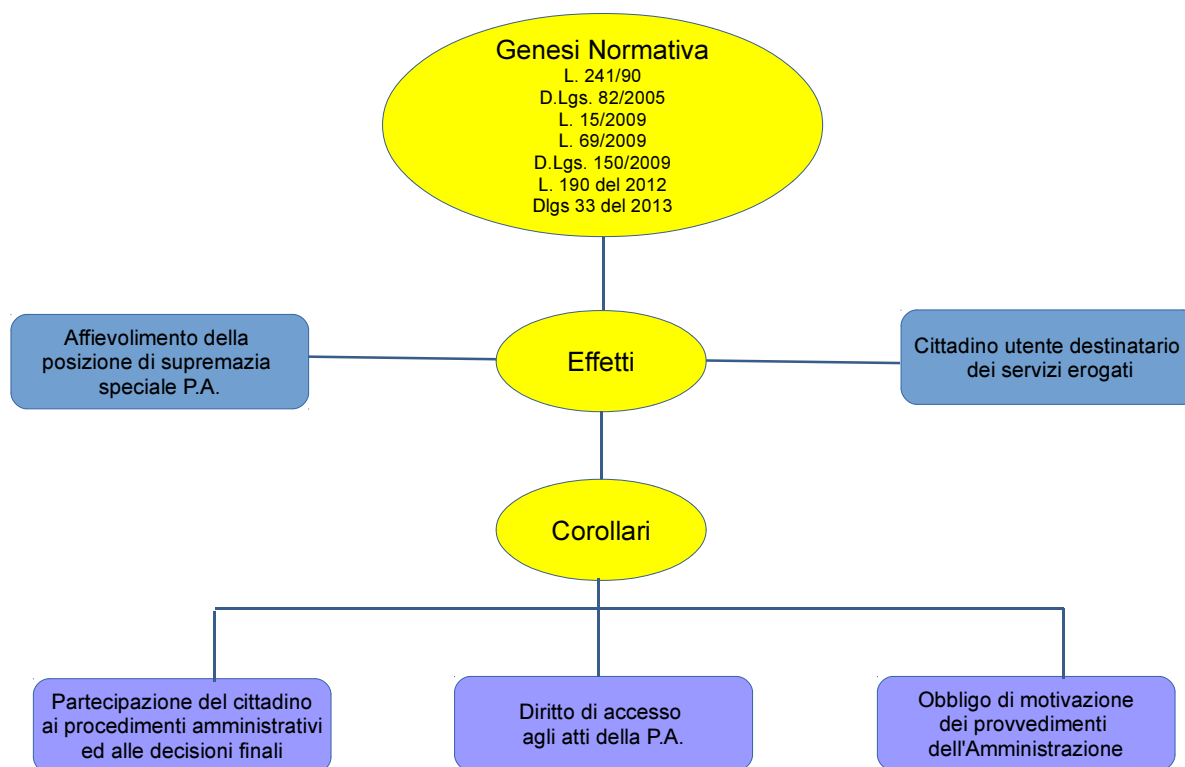 Genesi Normativa
L. 241/90
D.Lgs. 82/2005
L. 15/2009
L. 69/2009
D.Lgs. 150/2009
L. 190 del 2012
Dlgs 33 del 2013
Affievolimento della
posizione di supremazia
speciale P.A.
Effetti
Cittadino utente destinatario
dei servizi erogati
Corollari
Partecipazione del cittadino
ai procedimenti amministrativi
ed alle decisioni finali
Diritto di accesso
agli atti della P.A.
Obbligo di motivazione
dei provvedimenti
dell'Amministrazione